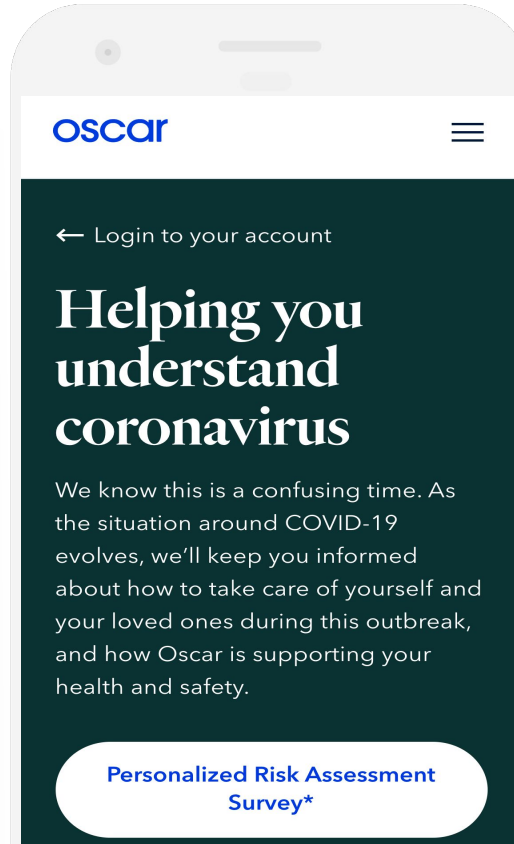 oscar
← Login to your account
Helping you
understand
coronavirus
We know this is a confusing time. As
the situation around COVID-19
evolves, we’ll keep you informed
about how to take care of yourself and
your loved ones during this outbreak,
and how Oscar is supporting your
health and safety.
Personalized Risk Assessment
Survey*